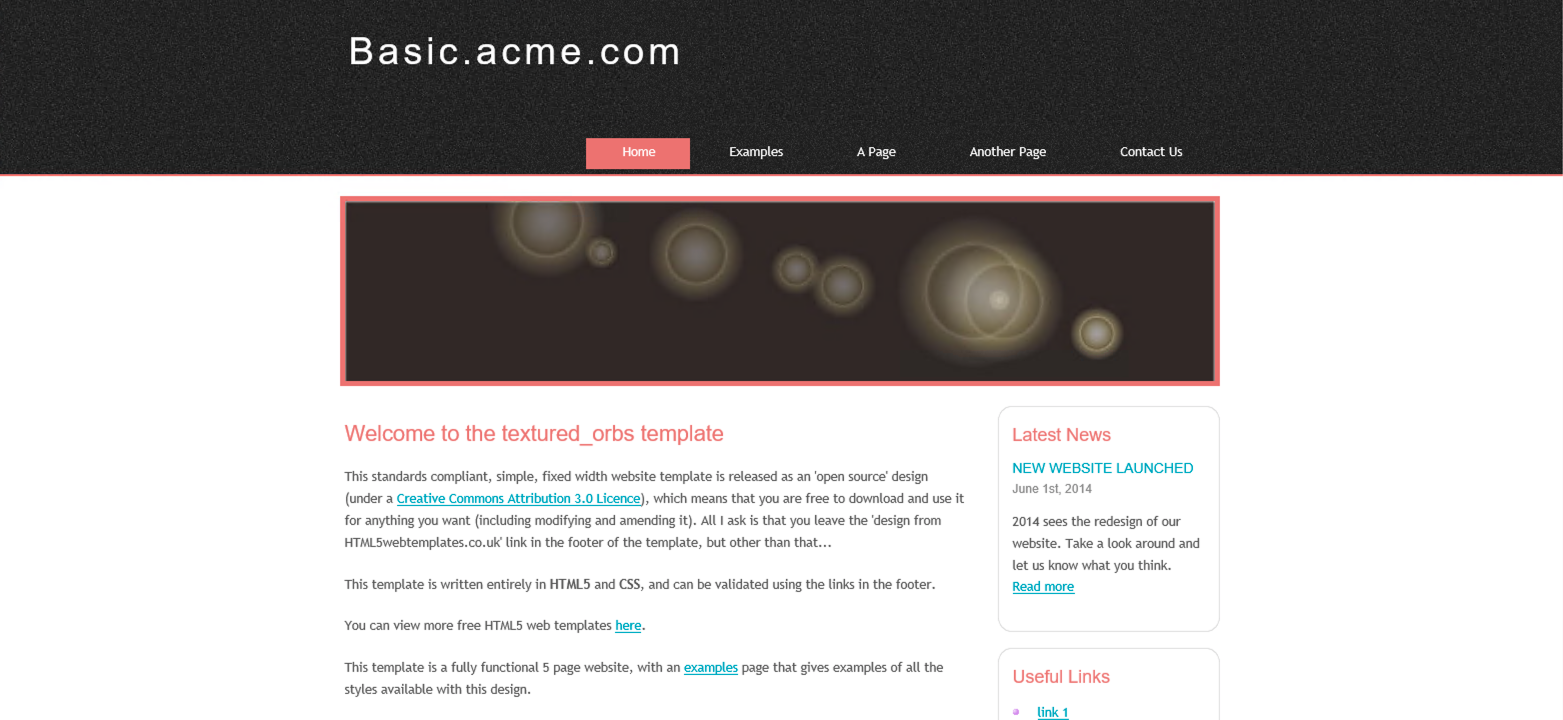 Basic.acme.com
Home Examples A Page Another Page Contact Us
Welcome to the textured_orbs template
This standards compliant, simple, fixed width website template is released as an 'open source' design
(under a Creative Commons Attribution 3.0 Licence), which means that you are free to download and use it
for anything you want (including modifying and amending it). All I ask is that you leave the 'design from
HTML5webtemplates.co.uk' link in the footer of the template, but other than that...
This template is written entirely in HTML5 and CSS, and can be validated using the links in the footer.
You can view more free HTML5 web templates here.
This template is a fully functional 5 page website, with an examples page that gives examples of all the
styles available with this design.
Latest News
NEW WEBSITE LAUNCHED
June 1st, 2014
2014 sees the redesign of our
website. Take a look around and
let us know what you think.
Read more
Useful Links
link 1